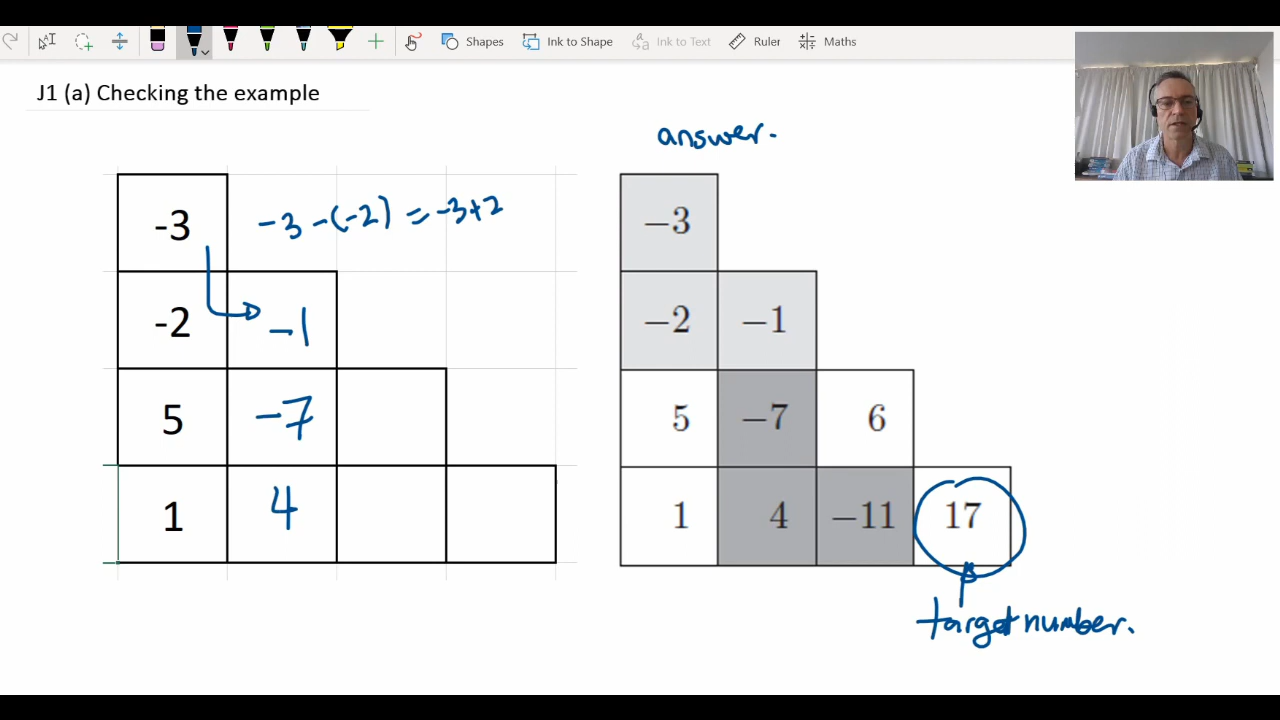 Shapes Ink to Shape Ink to Text Ruler Maths
J1 (a) Checking the example
answer.
-3 -3 -(-2) = -3+2
-2 -1
5 -7
1 4
−3
−2 −1
5 −7 6
1 4 −11 17
target number.